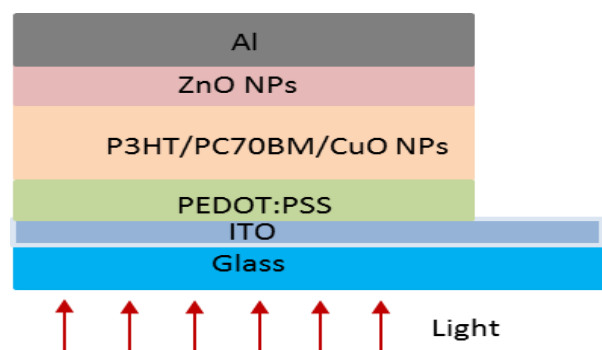 Al
ZnO NPs
P3HT/PC70BM/CuO NPs
PEDOT:PSS
ITO
Glass
Light